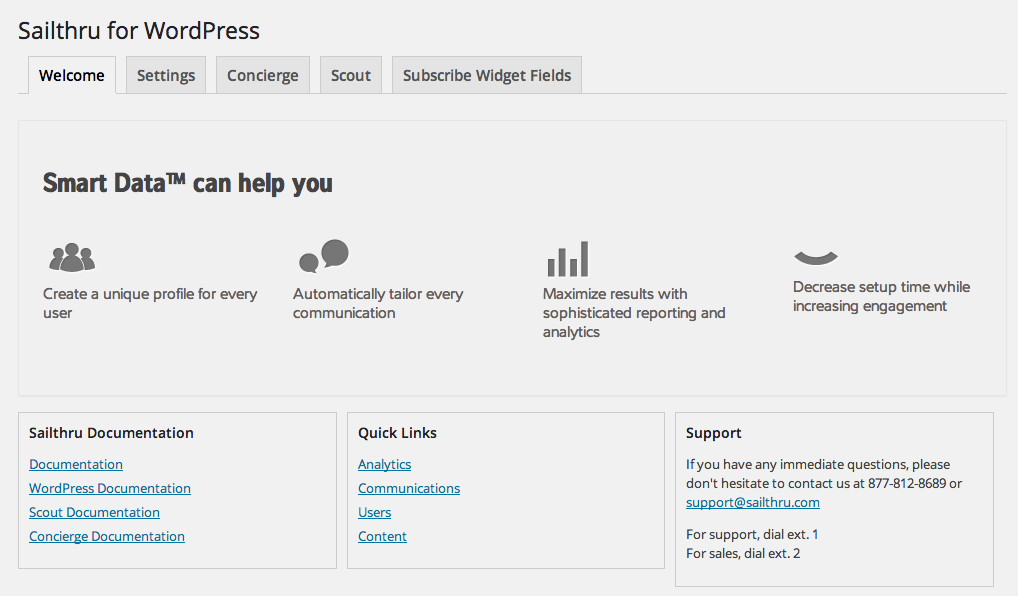 Sailthru for WordPress
Welcome
Settings
Concierge
Scout
Subscribe Widget Fields
Smart Data™ can help you
Create a unique profile for every
user
Automatically tailor every
communication
Maximize results with
sophisticated reporting and
analytics
Decrease setup time while
increasing engagement
Sailthru Documentation
Documentation
WordPress Documentation
Scout Documentation
Concierge Documentation
Quick Links
Analytics
Communications
Users
Content
Support
If you have any immediate questions, please
don't hesitate to contact us at 877-812-8689 or
support@sailthru.com
For support, dial ext. 1
For sales, dial ext. 2